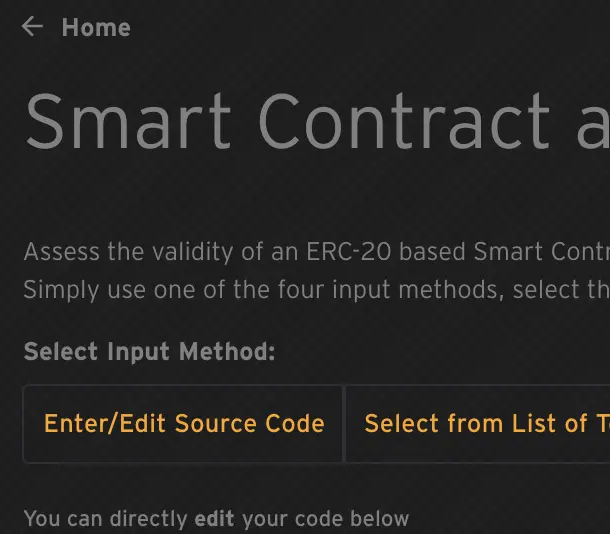 ← Home
Smart Contract a
Assess the validity of an ERC-20 based Smart Contr
Simply use one of the four input methods, select th
Select Input Method:
Enter/Edit Source Code Select from List of T
You can directly edit your code below